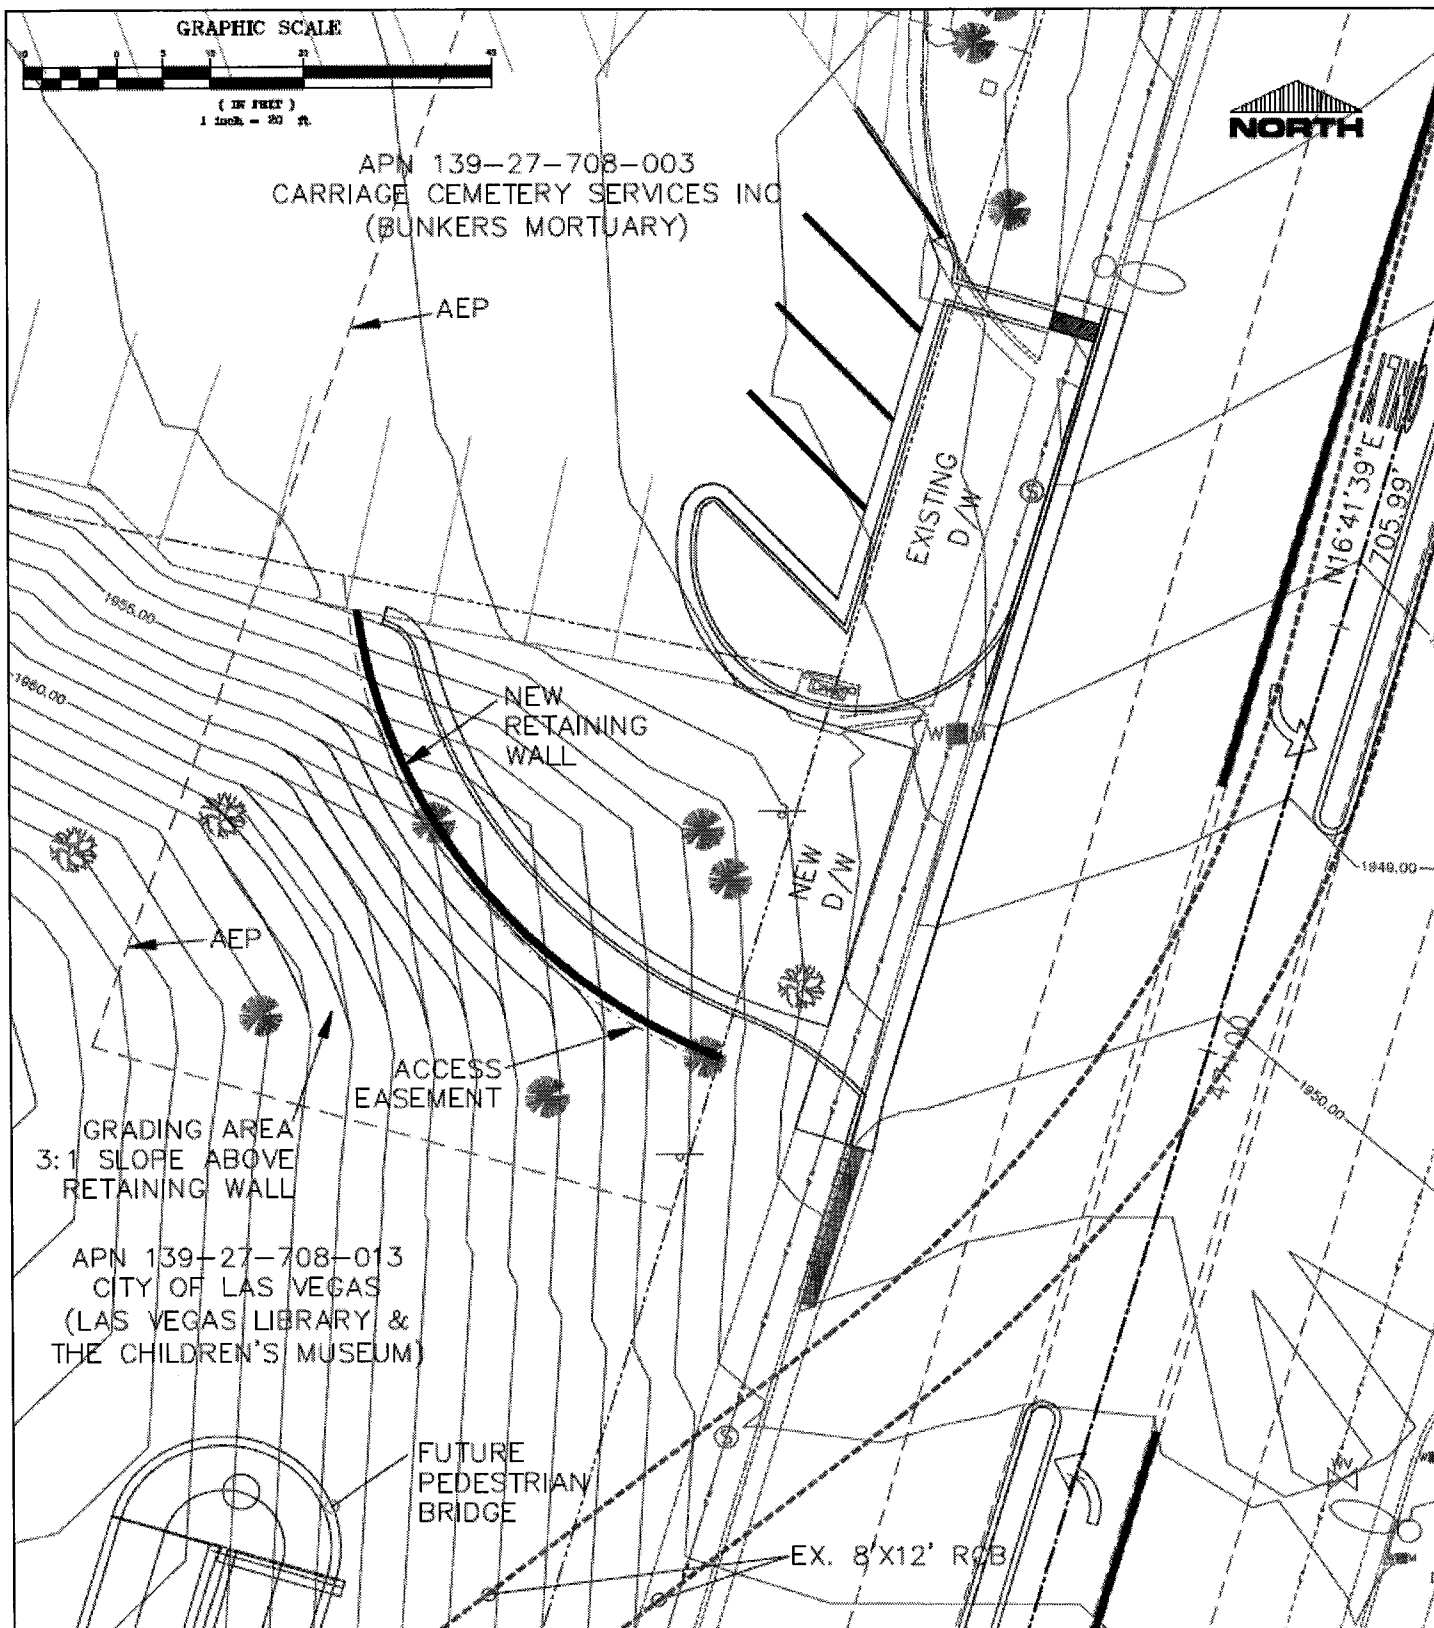 GRAPHIC SCALE
( IN FEET )
1 inch = 20 ft.
NORTH
APN 139-27-708-003
CARRIAGE CEMETERY SERVICES INC
(BUNKERS MORTUARY)
AEP
EXISTING
D/W
N16°41'39"E
705.99'
1955.00
1960.00
NEW
RETAINING
WALL
W M
NEW
D/W
1949.00
AEP
ACCESS
EASEMENT
47+00
1950.00
GRADING AREA
3:1 SLOPE ABOVE
RETAINING WALL
APN 139-27-708-013
CITY OF LAS VEGAS
(LAS VEGAS LIBRARY &
THE CHILDREN'S MUSEUM)
S
S
FUTURE
PEDESTRIAN
BRIDGE
WV
EX. 8'X12' RCB